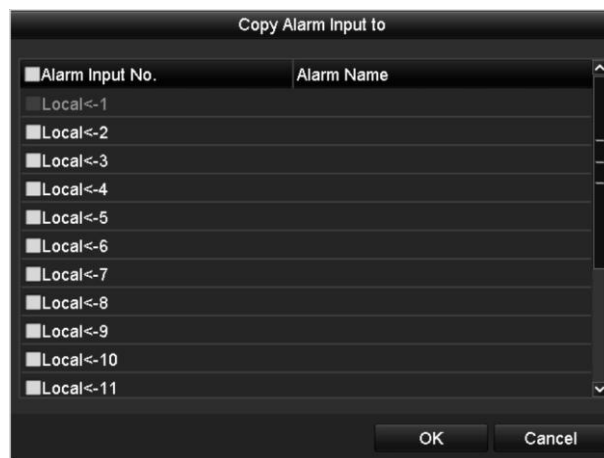 Copy Alarm Input to
Alarm Input No. Alarm Name
Local<-1
Local<-2
Local<-3
Local<-4
Local<-5
Local<-6
Local<-7
Local<-8
Local<-9
Local<-10
Local<-11
OK Cancel